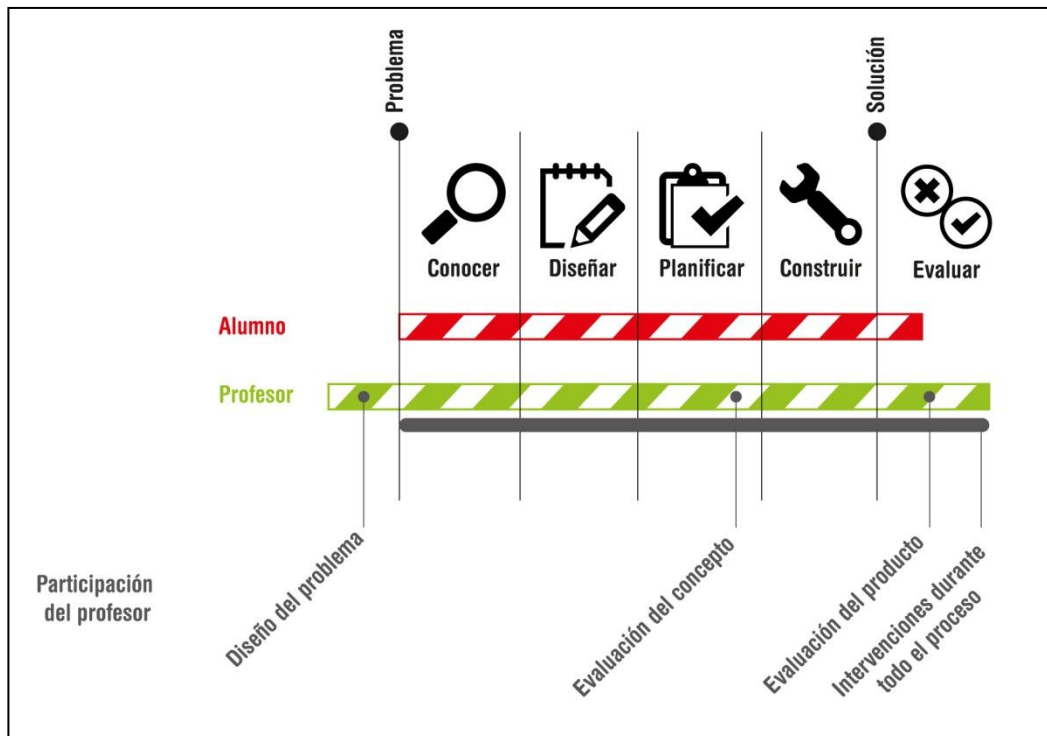 Problema
Solución
Conocer
Diseñar
Planificar
Construir
Evaluar
Alumno
Profesor
Participación
del profesor
Diseño del problema
Evaluación del concepto
Evaluación del producto
Intervenciones durante
todo el proceso